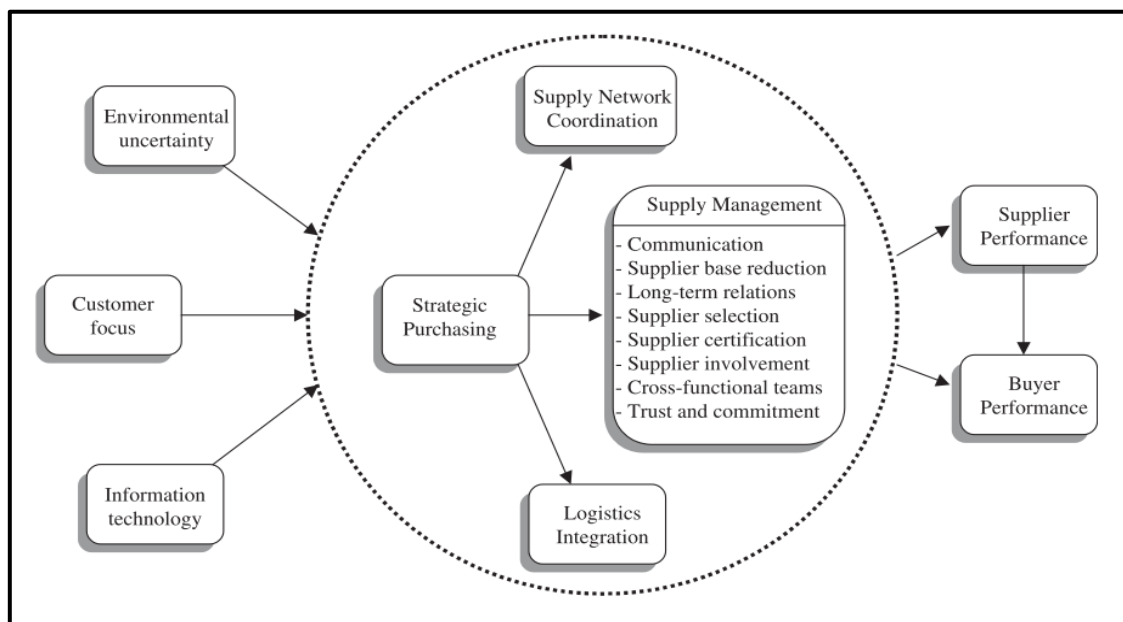 Environmental
uncertainty
Customer
focus
Information
technology
Supply Network
Coordination
Strategic
Purchasing
Supply Management
- Communication
- Supplier base reduction
- Long-term relations
- Supplier selection
- Supplier certification
- Supplier involvement
- Cross-functional teams
- Trust and commitment
Logistics
Integration
Supplier
Performance
Buyer
Performance